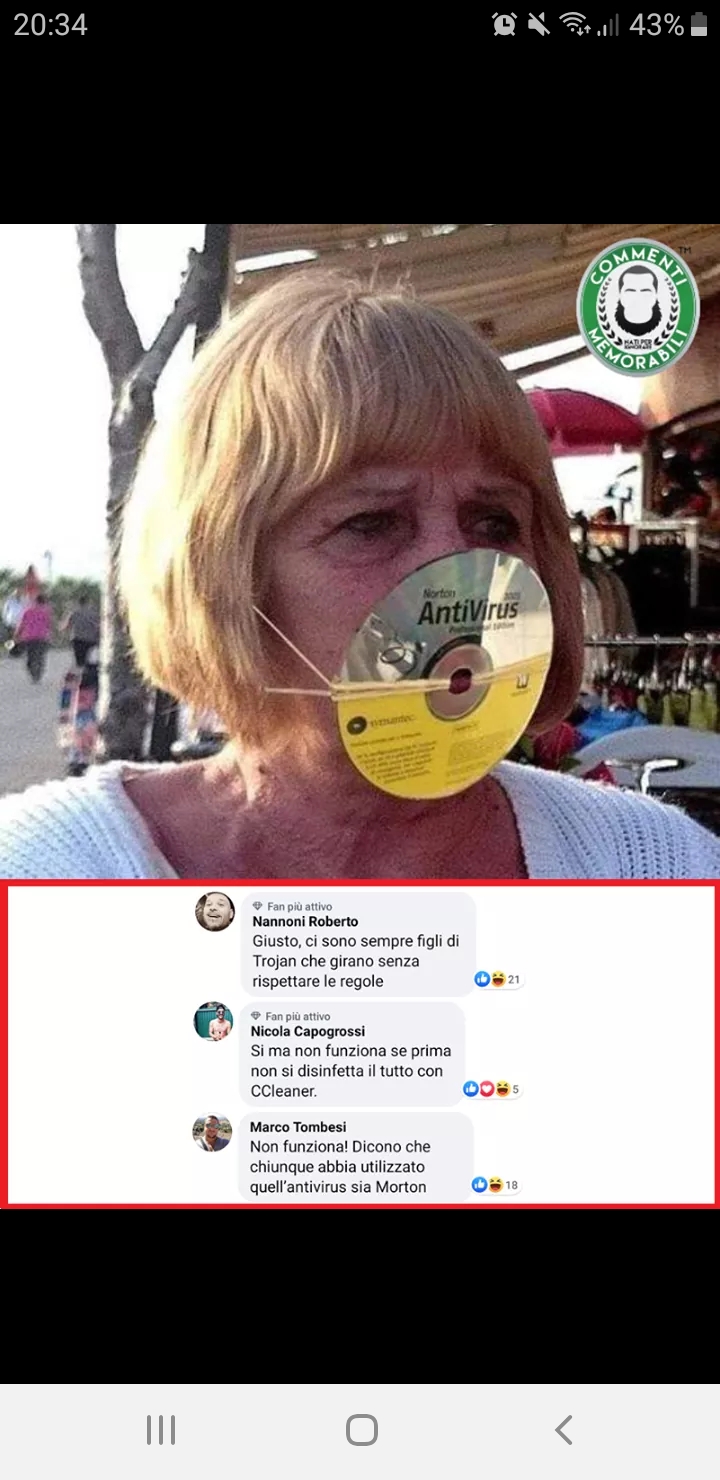 20:34
43%
COMMENTI
MEMORABILI
TM
Norton
2003
AntiVirus
Professional Edition
symantec
Fan più attivo
Nannoni Roberto
Giusto, ci sono sempre figli di
Trojan che girano senza
rispettare le regole
21
Fan più attivo
Nicola Capogrossi
Si ma non funziona se prima
non si disinfetta il tutto con
CCleaner.
5
Marco Tombesi
Non funziona! Dicono che
chiunque abbia utilizzato
quell'antivirus sia Morton
18